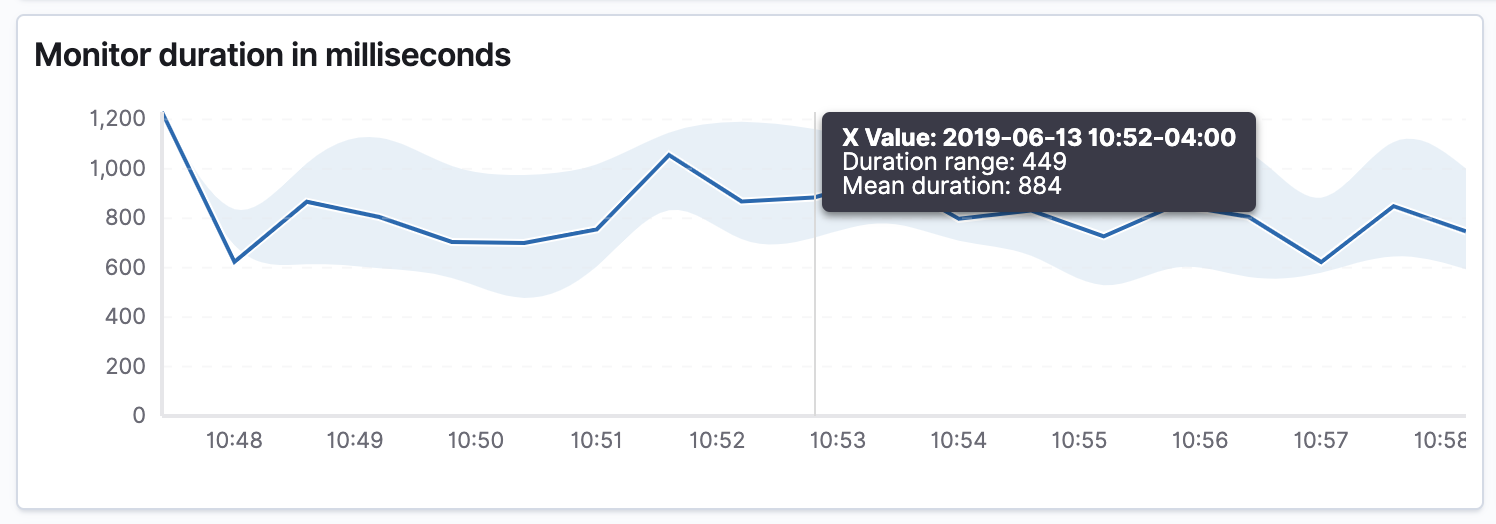 Monitor duration in milliseconds
1,200
X Value: 2019-06-13 10:52-04:00
Duration range: 449
Mean duration: 884
1,000
800
600
400
200
0
10:48 10:49 10:50 10:51 10:52 10:53 10:54 10:55 10:56 10:57 10:58